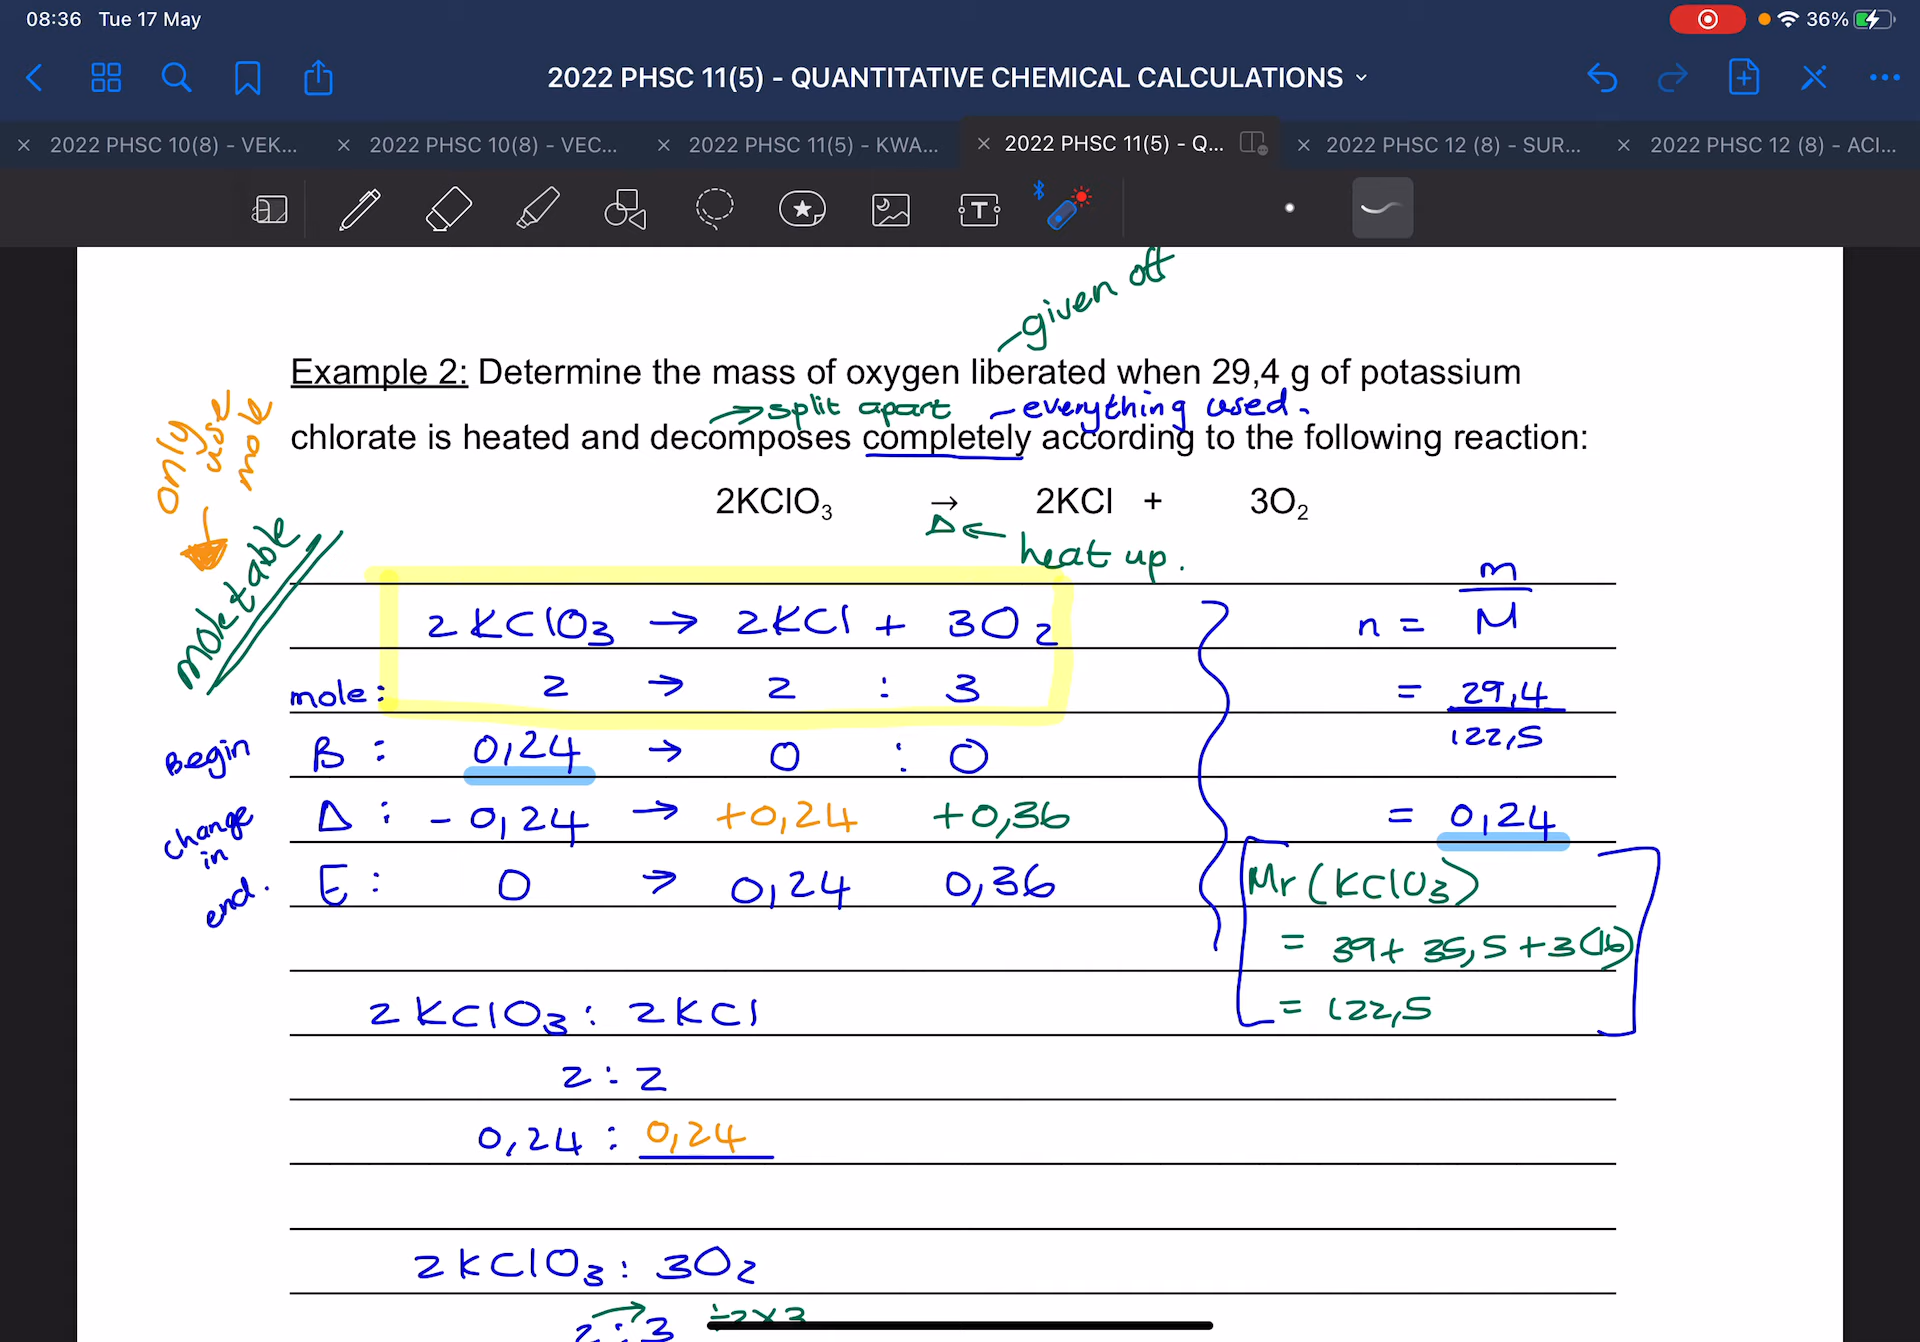 08:36 Tue 17 May
36%
2022 PHSC 11(5) - QUANTITATIVE CHEMICAL CALCULATIONS
2022 PHSC 10(8) - VEK...
2022 PHSC 10(8) - VEC...
2022 PHSC 11(5) - KWA...
2022 PHSC 11(5) - Q...
2022 PHSC 12 (8) - SUR...
2022 PHSC 12 (8) - ACI...
given off
Example 2: Determine the mass of oxygen liberated when 29,4 g of potassium
→split apart - everything used.
chlorate is heated and decomposes completely according to the following reaction:
only use mole
2KClO₃ → 2KCl + 3O₂
Δ ←
heat up.
mole table
2KClO₃ → 2KCl + 3O₂
n = m/M
mole: 2 → 2 : 3
= 29,4/122,5
Begin B: 0,24 → 0 : 0
change in Δ: -0,24 → +0,24 +0,36
= 0,24
end. E: 0 → 0,24 0,36
Mr (KClO₃)
= 39+ 35,5 +3(16)
= 122,5
2KClO₃ : 2KCl
2 : 2
0,24 : 0,24
2KClO₃ : 3O₂
2 : 3 ÷2×3